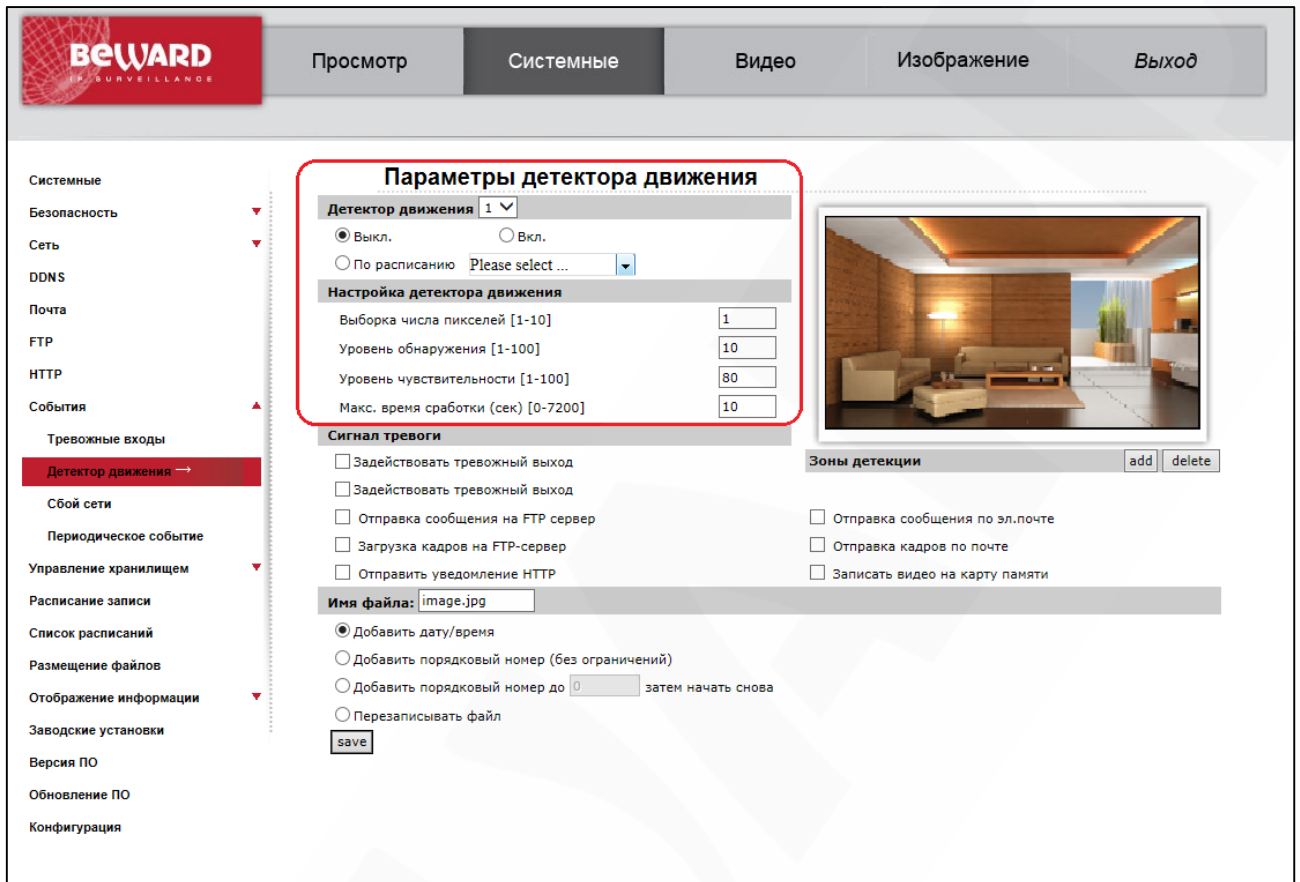 BEWARD
IP SURVEILLANCE
Просмотр
Системные
Видео
Изображение
Выход
Системные
Безопасность
Сеть
DDNS
Почта
FTP
HTTP
События
Тревожные входы
Детектор движения →
Сбой сети
Периодическое событие
Управление хранилищем
Расписание записи
Список расписаний
Размещение файлов
Отображение информации
Заводские установки
Версия ПО
Обновление ПО
Конфигурация
Параметры детектора движения
Детектор движения 1
Выкл. Вкл.
По расписанию Please select ...
Настройка детектора движения
Выборка числа пикселей [1-10] 1
Уровень обнаружения [1-100] 10
Уровень чувствительности [1-100] 80
Макс. время сработки (сек) [0-7200] 10
Сигнал тревоги
Задействовать тревожный выход
Зоны детекции add delete
Задействовать тревожный выход
Отправка сообщения на FTP сервер Отправка сообщения по эл.почте
Загрузка кадров на FTP-сервер Отправка кадров по почте
Отправить уведомление HTTP Записать видео на карту памяти
Имя файла: image.jpg
Добавить дату/время
Добавить порядковый номер (без ограничений)
Добавить порядковый номер до 0 затем начать снова
Перезаписывать файл
save